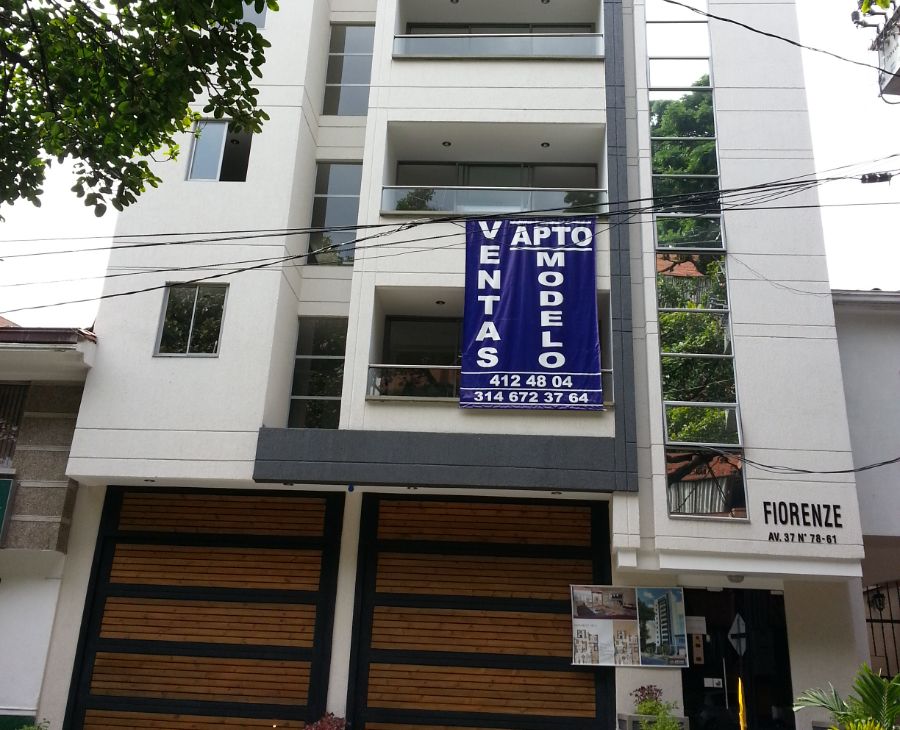 VENTAS
APTO
MODELO
412 48 04
314 672 37 64
FIORENZE
AV. 37 N° 78-61